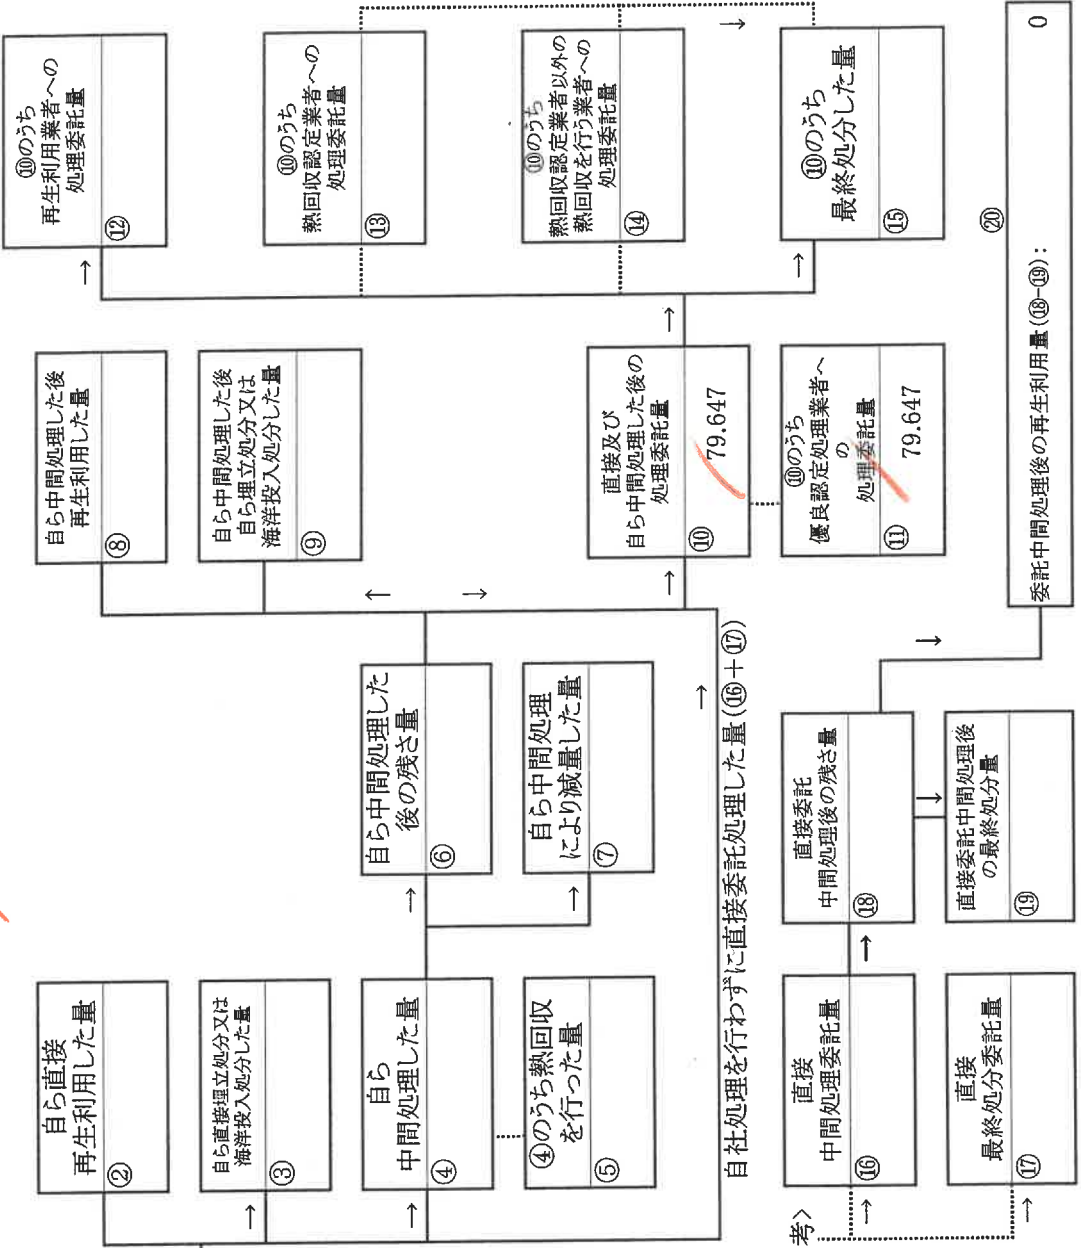 自ら直接
再生利用した量
②
自ら直接埋立処分又は
海洋投入処分した量
③
自ら
中間処理した量
④
④のうち熱回収
を行った量
⑤
自ら中間処理した
後の残さ量
⑥
自ら中間処理
により減量した量
⑦
自ら中間処理した後
再生利用した量
⑧
自ら中間処理した後
自ら埋立処分又は
海洋投入処分した量
⑨
直接及び
自ら中間処理した後の
処理委託量
⑩
79.647
⑩のうち
優良認定処理業者へ
の
処理委託量
⑪
79.647
⑩のうち
再生利用業者への
処理委託量
⑫
⑩のうち
熱回収認定業者への
処理委託量
⑬
⑩のうち
熱回収認定業者以外の
熱回収を行う業者への
処理委託量
⑭
⑩のうち
最終処分した量
⑮
自社処理を行わずに直接委託処理した量(⑯+⑰)
考>
直接
中間処理委託量
⑯
直接
最終処分委託量
⑰
直接委託
中間処理後の残さ量
⑱
直接委託中間処理後
の最終処分量
⑲
⑳
委託中間処理後の再生利用量(⑱-⑲): 0